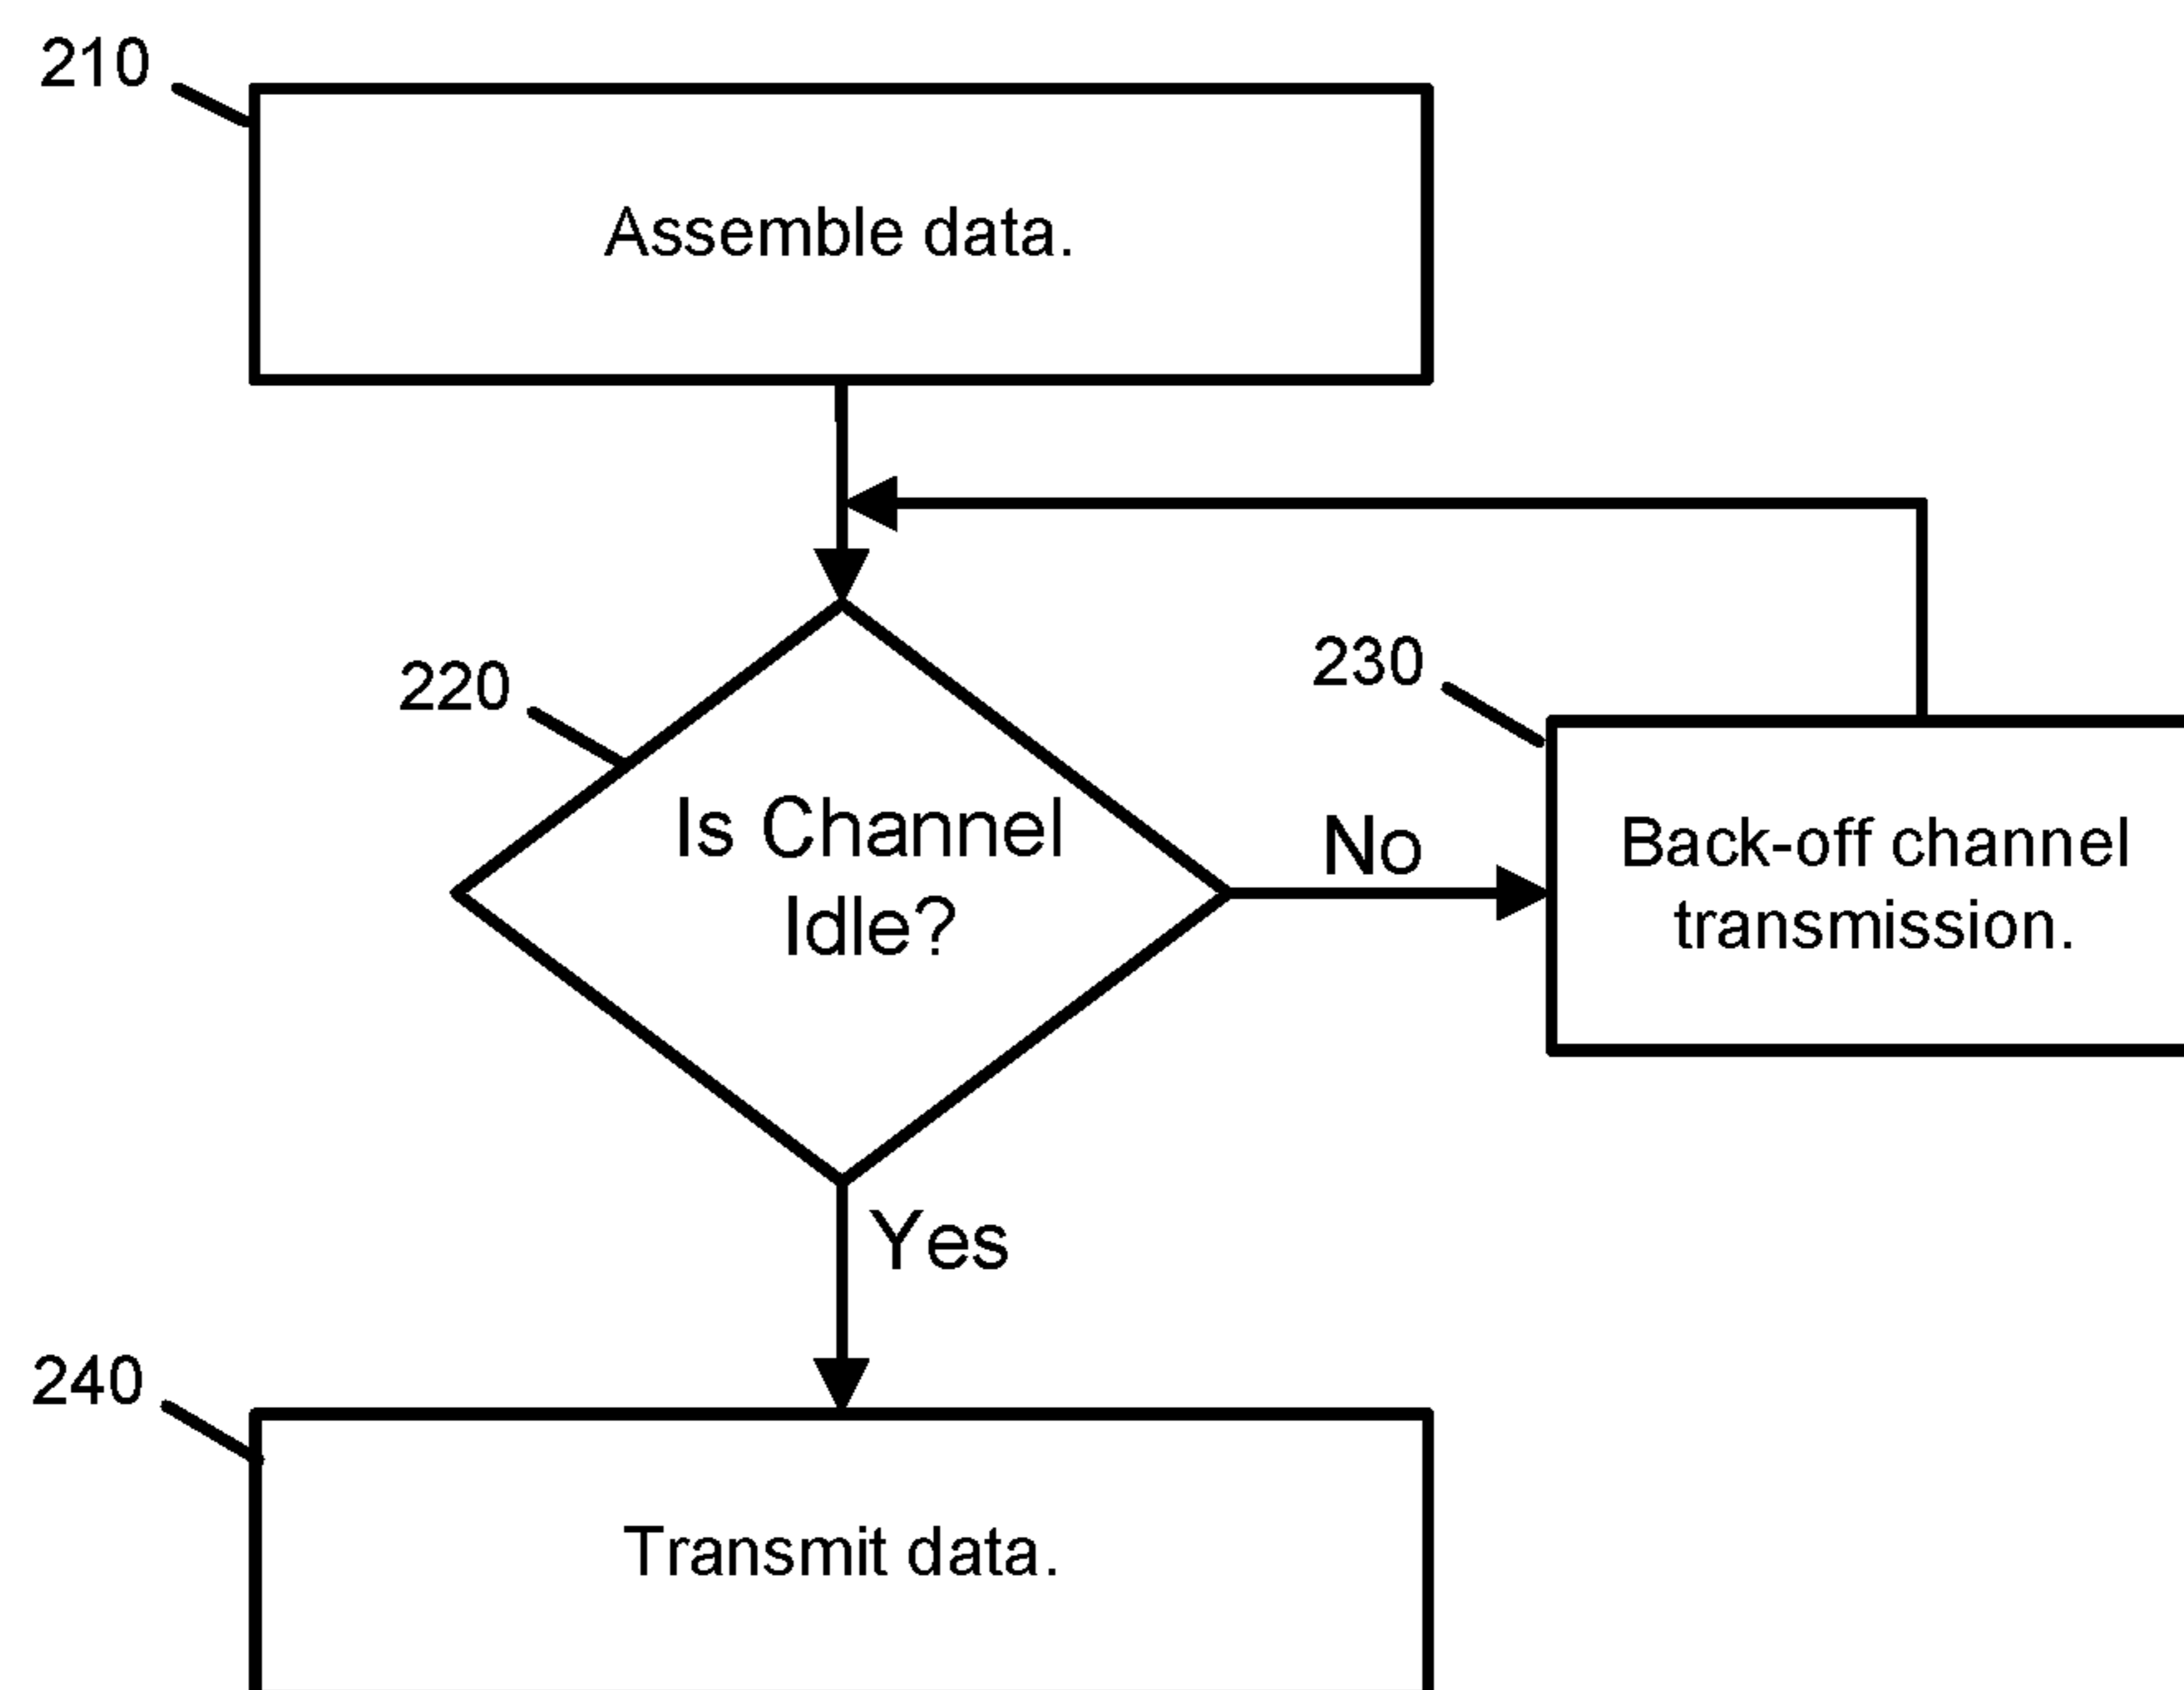 210
Assemble data.
220
Is Channel
Idle?
230
No
Back-off channel
transmission.
Yes
240
Transmit data.